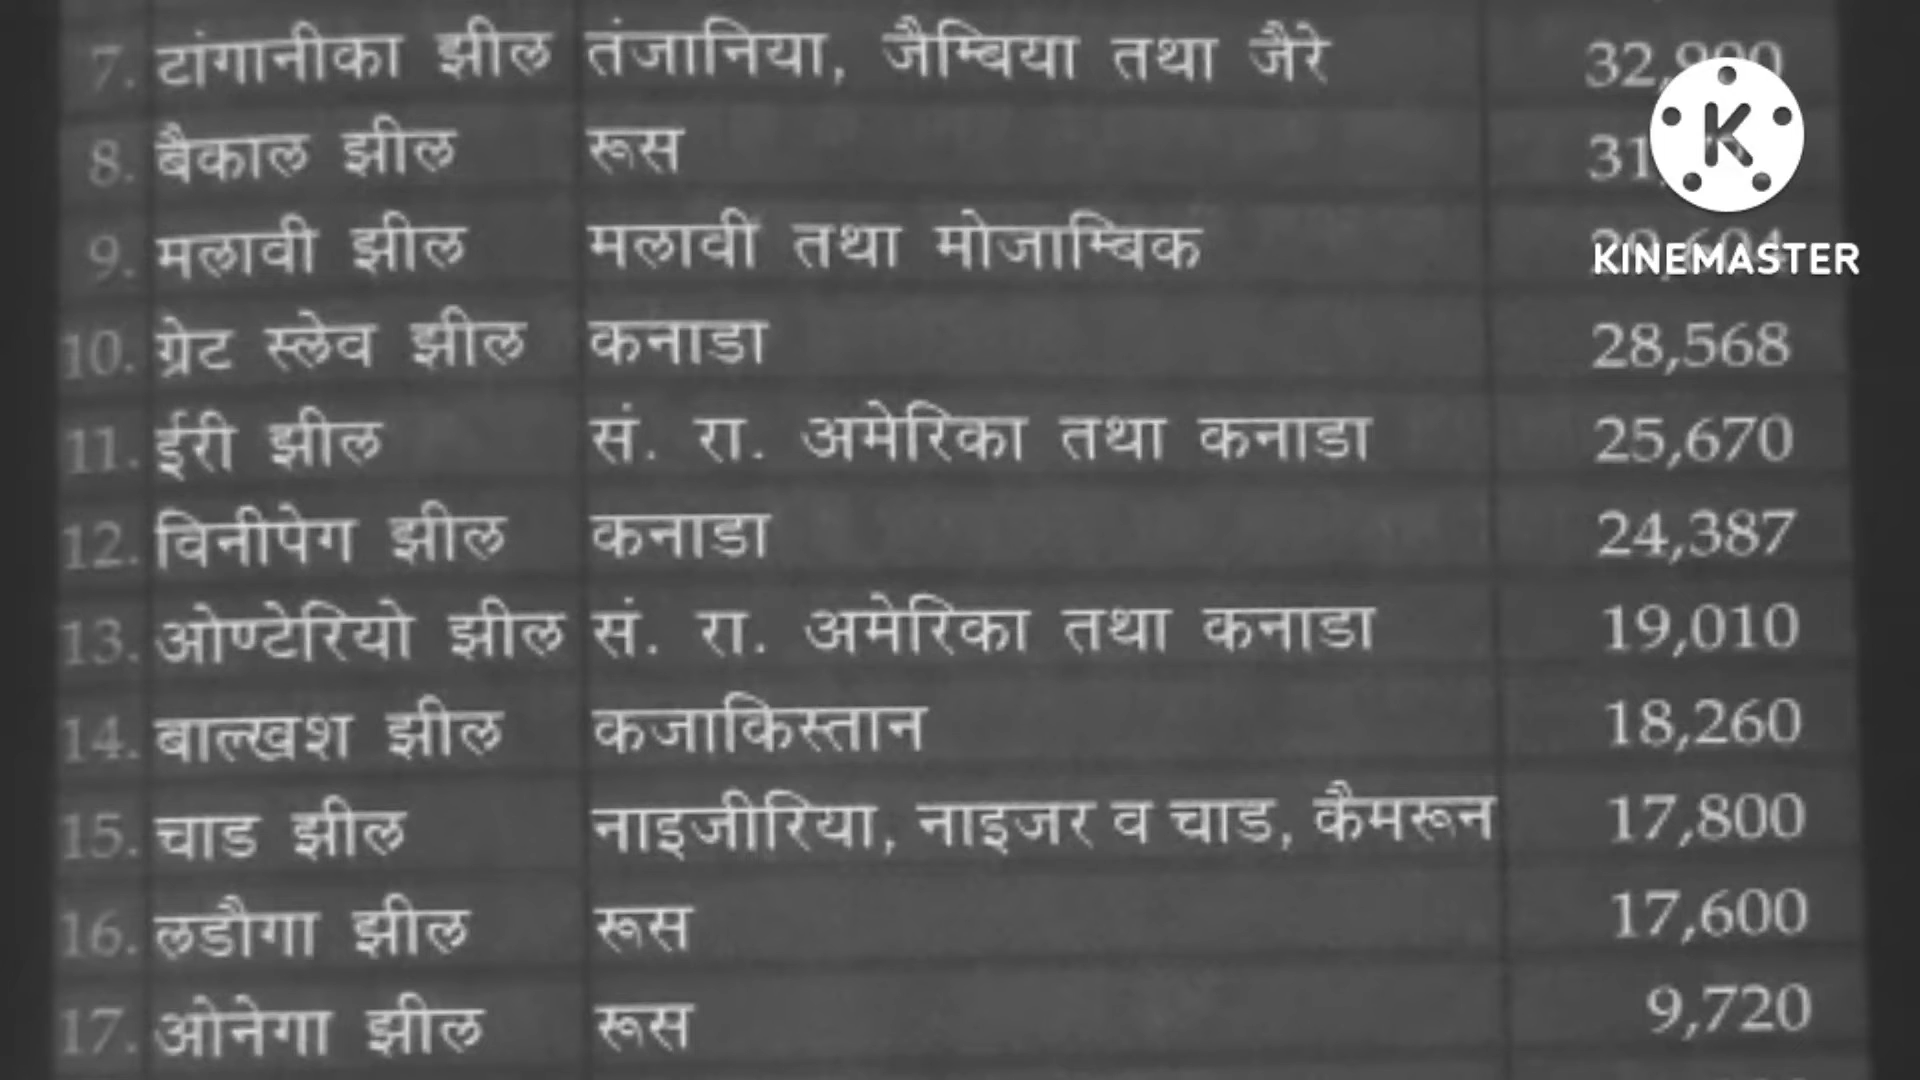 7. टांगानीका झील तंजानिया, जैम्बिया तथा जैरे
8. बैकाल झील रूस
9. मलावी झील मलावी तथा मोजाम्बिक
10. ग्रेट स्लेव झील कनाडा 28,568
11. ईरी झील सं. रा. अमेरिका तथा कनाडा 25,670
12. विनीपेग झील कनाडा 24,387
13. ओण्टेरियो झील सं. रा. अमेरिका तथा कनाडा 19,010
14. बाल्खश झील कजाकिस्तान 18,260
15. चाड झील नाइजीरिया, नाइजर व चाड, कैमरून 17,800
16. लडौगा झील रूस 17,600
17. ओनेगा झील रूस 9,720
K
KINEMASTER